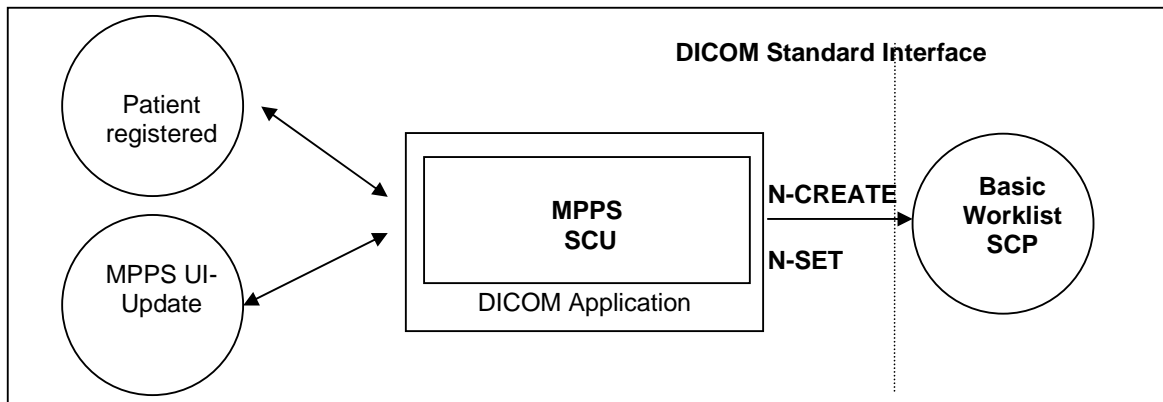 DICOM Standard Interface
Patient
registered
MPPS UI-
Update
MPPS
SCU
DICOM Application
N-CREATE
N-SET
Basic
Worklist
SCP